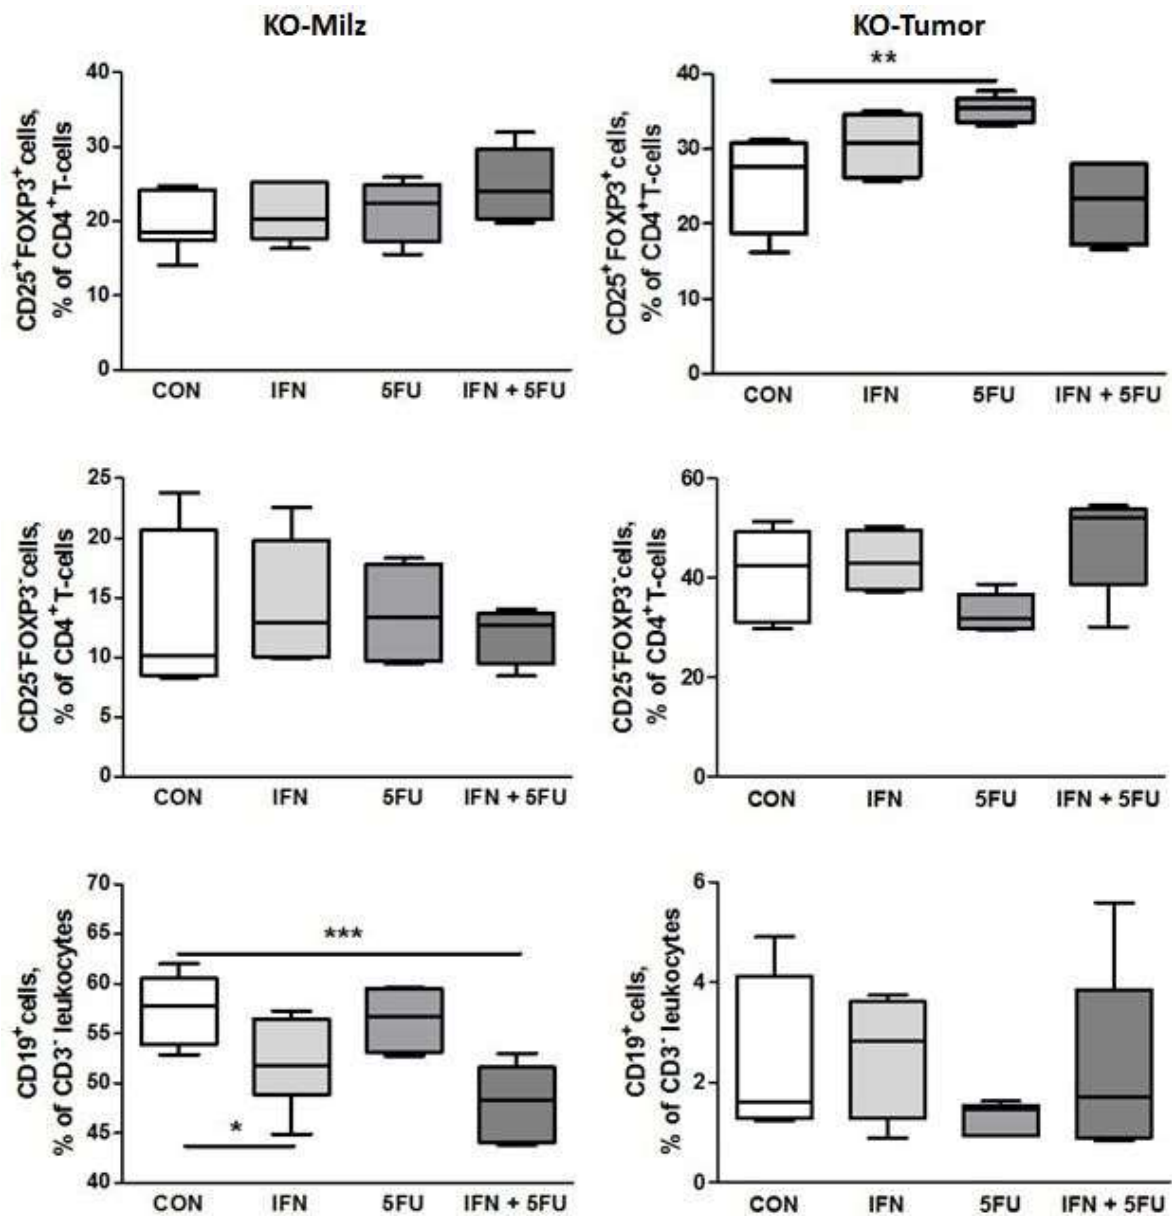 KO-Milz
KO-Tumor
CD25⁺FOXP3⁺cells,
% of CD4⁺T-cells
40
30
20
10
0
CON IFN 5FU IFN + 5FU
CD25⁺FOXP3⁺cells,
% of CD4⁺T-cells
40
30
20
10
0
**
CON IFN 5FU IFN + 5FU
CD25⁻FOXP3⁻cells,
% of CD4⁺T-cells
25
20
15
10
5
0
CON IFN 5FU IFN + 5FU
CD25⁻FOXP3⁻cells,
% of CD4⁺T-cells
60
40
20
0
CON IFN 5FU IFN + 5FU
CD19⁺cells,
% of CD3⁻leukocytes
70
65
60
55
50
45
40
***
*
CON IFN 5FU IFN + 5FU
CD19⁺cells,
% of CD3⁻leukocytes
6
4
2
0
CON IFN 5FU IFN + 5FU